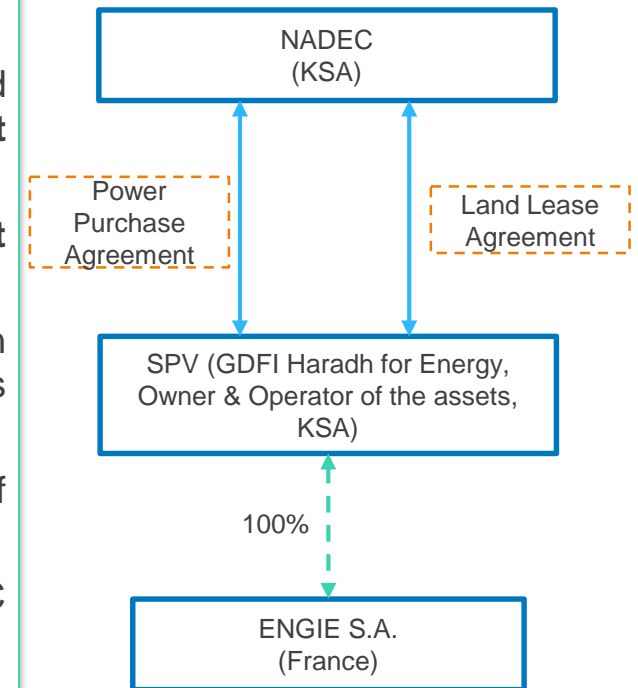 NADEC
(KSA)
Power
Purchase
Agreement
Land Lease
Agreement
SPV (GDFI Haradh for Energy,
Owner & Operator of the assets,
KSA)
100%
ENGIE S.A.
(France)